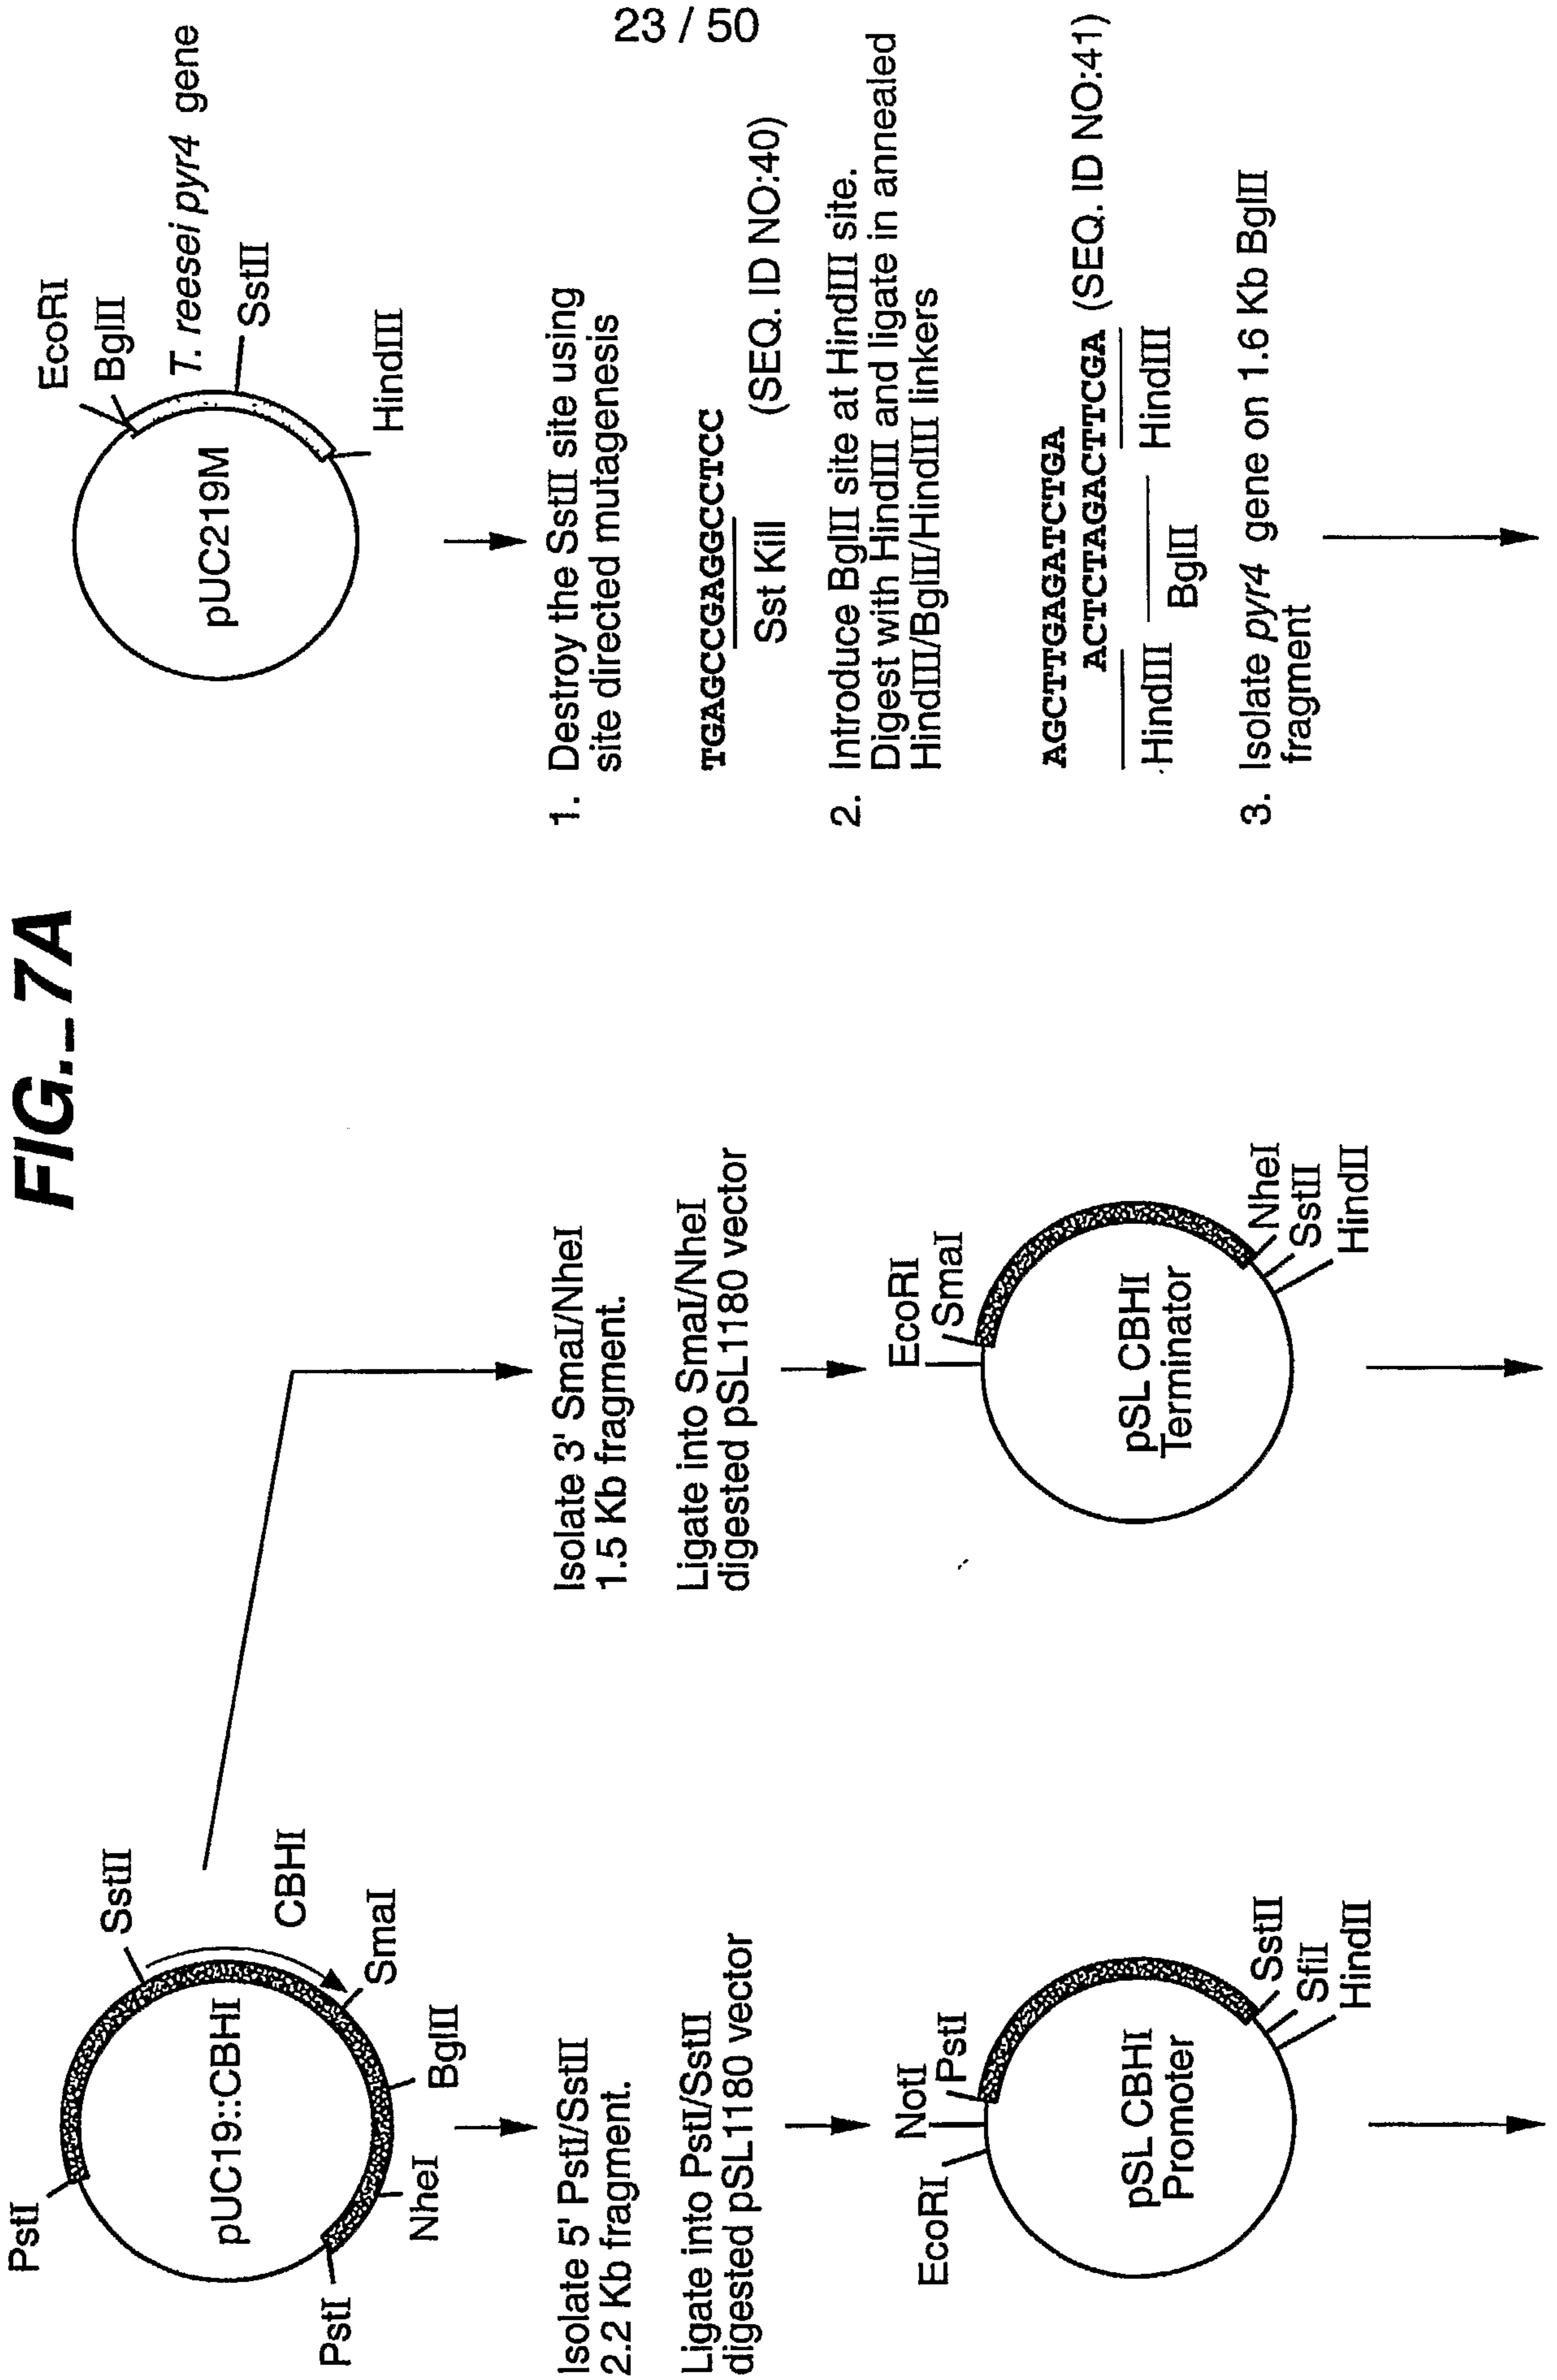 23 / 50
FIG._7A
PstI
SstII
CBHI
SmaI
BglII
NheI
PstI
pUC19::CBHI
Isolate 5' PstI/SstII
2.2 Kb fragment.
Ligate into PstI/SstII
digested pSL1180 vector
EcoRI
NotI
PstI
pSL CBHI
Promoter
SstII
SfiI
HindII
Isolate 3' SmaI/NheI
1.5 Kb fragment.
Ligate into SmaI/NheI
digested pSL1180 vector
EcoRI
SmaI
pSL CBHI
Terminator
NheI
SstII
HindII
EcoRI
BglII
T. reesei pyr4 gene
SstII
HindIII
pUC219M
1. Destroy the SstII site using
site directed mutagenesis
TGAGCCGAGGCCTCC
Sst Kill (SEQ. ID NO:40)
2. Introduce BglII site at HindIII site.
Digest with HindIII and ligate in annealed
HindIII/BglII/HindIII linkers
AGCTTGAGATCTGA
ACTCTAGACTTCGA (SEQ. ID NO:41)
HindIII HindIII
BglII
3. Isolate pyr4 gene on 1.6 Kb BglII
fragment